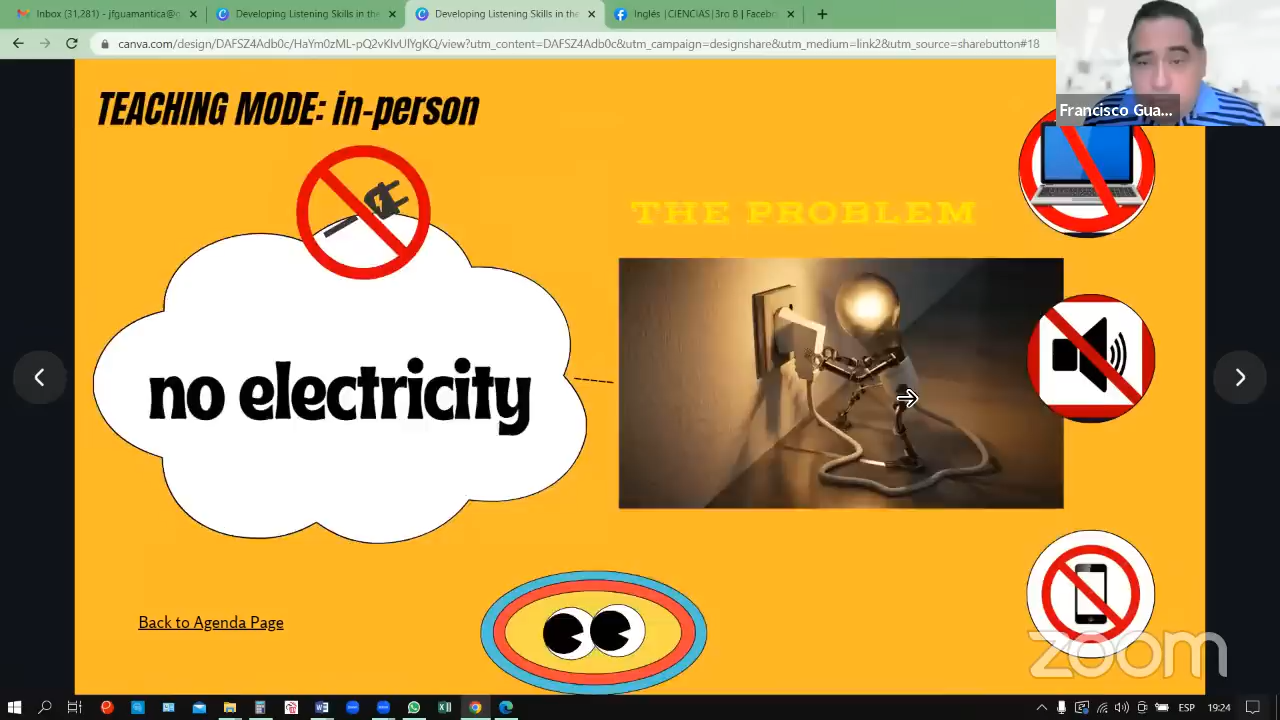 Inbox (31,281) - jfguamantica@
Developing Listening Skills in the
Developing Listening Skills in the
Inglés |CIENCIAS|3ro B | Facebo
canva.com/design/DAFSZ4Adb0c/HaYm0zML-pQ2vKlvUlYgKQ/view?utm_content=DAFSZ4Adb0c&utm_campaign=designshare&utm_medium=link2&utm_source=sharebutton#18
Francisco Gua...
TEACHING MODE: in-person
THE PROBLEM
no electricity
Back to Agenda Page
zoom
ESP
19:24